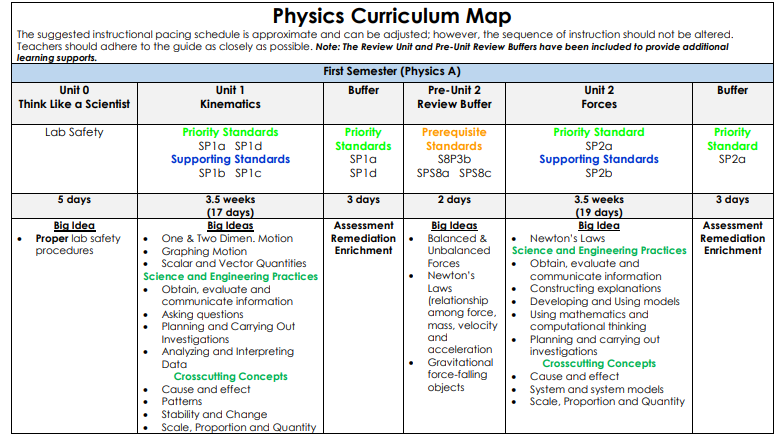 Physics Curriculum Map
The suggested instructional pacing schedule is approximate and can be adjusted; however, the sequence of instruction should not be altered.
Teachers should adhere to the guide as closely as possible. Note: The Review Unit and Pre-Unit Review Buffers have been included to provide additional
learning supports.
First Semester (Physics A)
Unit 0
Think Like a Scientist
Unit 1
Kinematics
Buffer
Pre-Unit 2
Review Buffer
Unit 2
Forces
Buffer
Lab Safety
Priority Standards
SP1a SP1d
Supporting Standards
SP1b SP1c
Priority
Standards
SP1a
SP1d
Prerequisite
Standards
S8P3b
SPS8a SPS8c
Priority Standard
SP2a
Supporting Standards
SP2b
Priority
Standard
SP2a
5 days
3.5 weeks
(17 days)
3 days
2 days
3.5 weeks
(19 days)
3 days
Big Idea
• Proper lab safety
procedures
Big Ideas
• One & Two Dimen. Motion
• Graphing Motion
• Scalar and Vector Quantities
Science and Engineering Practices
• Obtain, evaluate and
communicate information
• Asking questions
• Planning and Carrying Out
Investigations
• Analyzing and Interpreting
Data
Crosscutting Concepts
• Cause and effect
• Patterns
• Stability and Change
• Scale, Proportion and Quantity
Assessment
Remediation
Enrichment
Big Ideas
• Balanced &
Unbalanced
Forces
• Newton's
Laws
(relationship
among force,
mass, velocity
and
acceleration
• Gravitational
force-falling
objects
Big Ideas
• Newton's Laws
Science and Engineering Practices
• Obtain, evaluate and
communicate information
• Constructing explanations
• Developing and Using models
• Using mathematics and
computational thinking
• Planning and carrying out
investigations
Crosscutting Concepts
• Cause and effect
• System and system models
• Scale, Proportion and Quantity
Assessment
Remediation
Enrichment